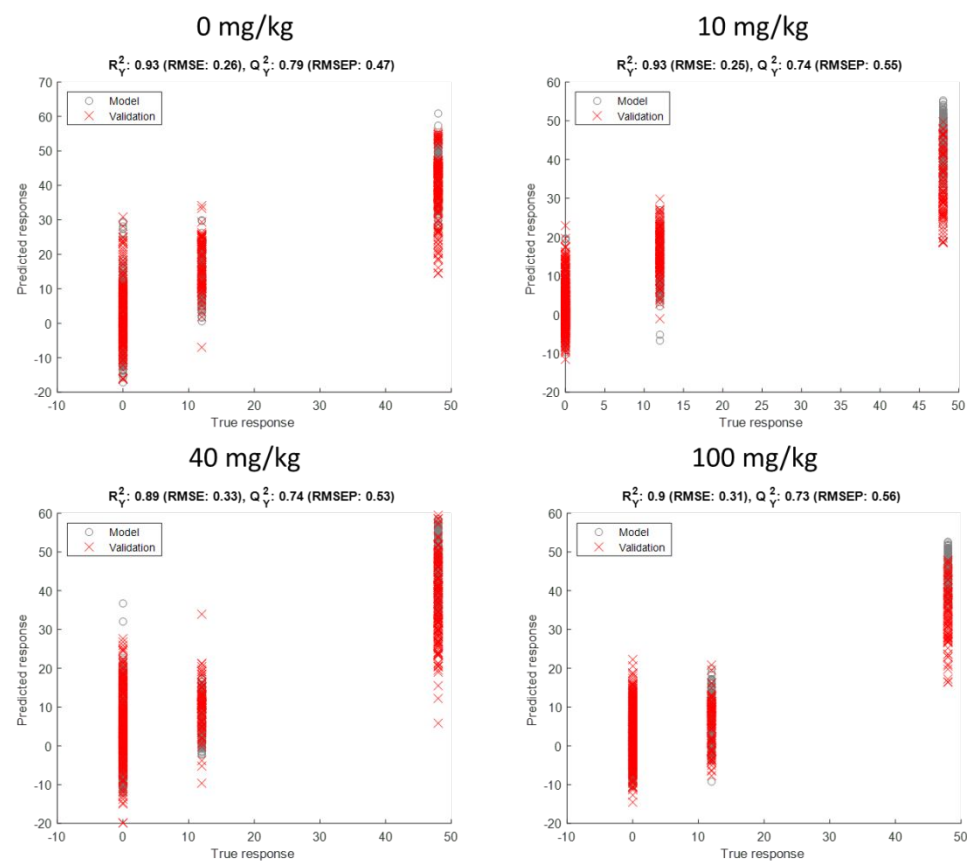 0 mg/kg
R²Y: 0.93 (RMSE: 0.26), Q²Y: 0.79 (RMSEP: 0.47)
70
60
50
40
30
20
10
0
-10
-20
Predicted response
Model
Validation
-10
0
10
20
30
40
50
True response
10 mg/kg
R²Y: 0.93 (RMSE: 0.25), Q²Y: 0.74 (RMSEP: 0.55)
60
50
40
30
20
10
0
-10
-20
Predicted response
Model
Validation
0
5
10
15
20
25
30
35
40
45
50
True response
40 mg/kg
R²Y: 0.89 (RMSE: 0.33), Q²Y: 0.74 (RMSEP: 0.53)
60
50
40
30
20
10
0
-10
-20
Predicted response
Model
Validation
-10
0
10
20
30
40
50
True response
100 mg/kg
R²Y: 0.9 (RMSE: 0.31), Q²Y: 0.73 (RMSEP: 0.56)
60
50
40
30
20
10
0
-10
-20
Predicted response
Model
Validation
-10
0
10
20
30
40
50
True response